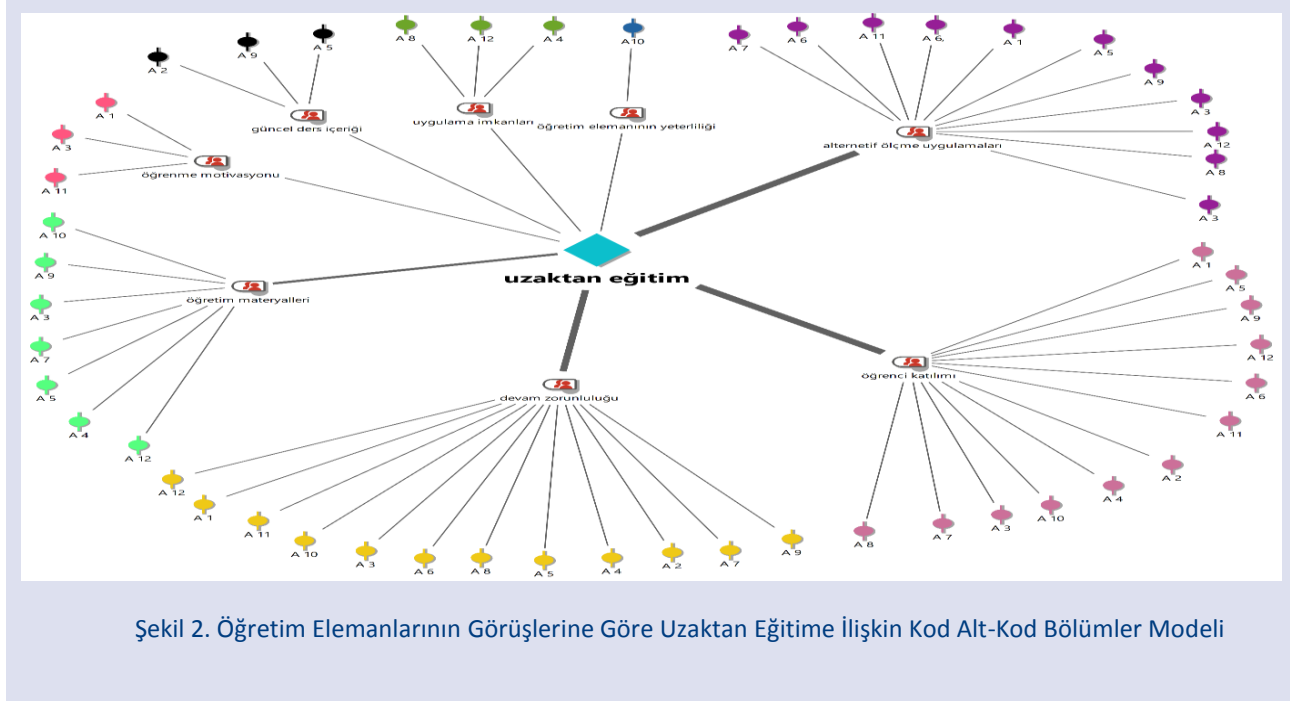 A 8
A 12
A 4
A10
A 7
A 6
A 11
A 6.
A 1
A 5
A 9
A 3
A 12
A 8
A 3
A 2
A 9
A 5
güncel ders içeriği
uygulama imkanları
öğretim elemanının yeterliliği
alternatif ölçme uygulamaları
A 1
A 3
A 11
öğrenme motivasyonu
uzaktan eğitim
A 10
A 9
A 3
A 7
A 5
A 4
A 12
öğretim materyalleri
devam zorunluluğu
öğrenci katılımı
A 1
A 5
A 9
A 12
A 6
A 11
A 2
A 4
A 10
A 3
A 7
A 8
A 12
A 1
A 11
A 10
A 3
A 6
A 8
A 5
A 4
A 2
A 7
A 9
Şekil 2. Öğretim Elemanlarının Görüşlerine Göre Uzaktan Eğitime İlişkin Kod Alt-Kod Bölümler Modeli